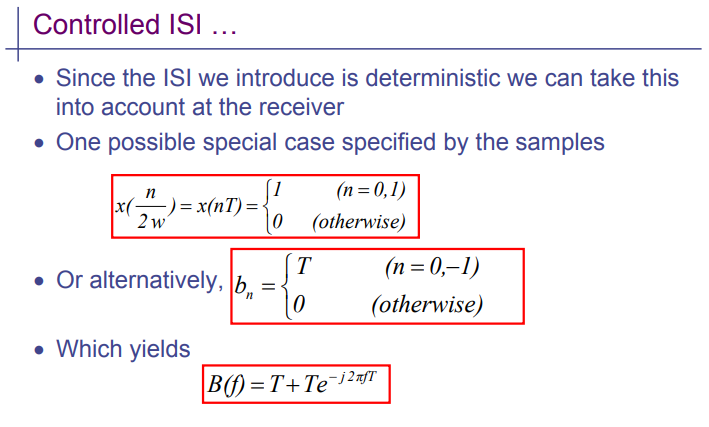 Controlled ISI …
• Since the ISI we introduce is deterministic we can take this
into account at the receiver
• One possible special case specified by the samples
x(n/2w) = x(nT) = {1 (n = 0,1)
0 (otherwise)
• Or alternatively, bₙ = {T (n = 0,–1)
0 (otherwise)
• Which yields
B(f) = T + Te^{–j2πfT}